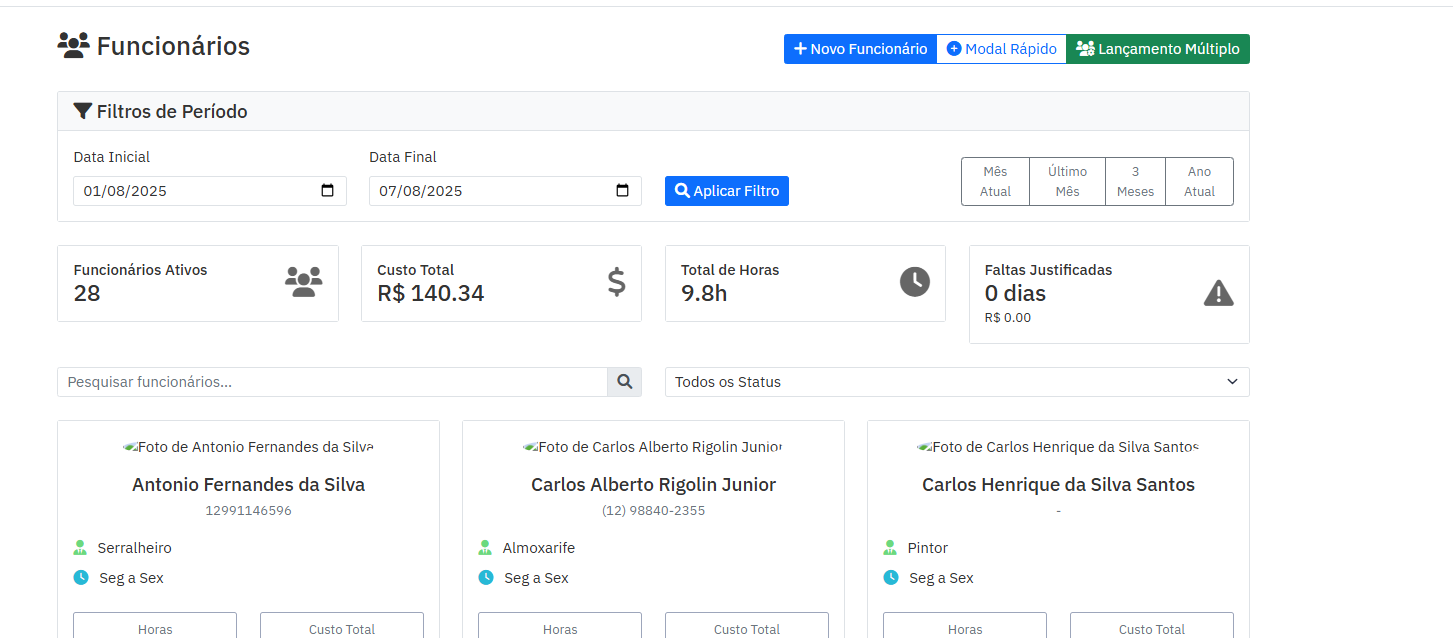 Funcionários
Novo Funcionário
Modal Rápido
Lançamento Múltiplo
Filtros de Período
Data Inicial
Data Final
01/08/2025
07/08/2025
Aplicar Filtro
Mês
Atual
Último
Mês
3
Meses
Ano
Atual
Funcionários Ativos
28
Custo Total
R$ 140.34
Total de Horas
9.8h
Faltas Justificadas
0 dias
R$ 0.00
Pesquisar funcionários...
Todos os Status
Foto de Antonio Fernandes da Silva
Foto de Carlos Alberto Rigolin Junior
Foto de Carlos Henrique da Silva Santos
Antonio Fernandes da Silva
Carlos Alberto Rigolin Junior
Carlos Henrique da Silva Santos
12991146596
(12) 98840-2355
-
Serralheiro
Almoxarife
Pintor
Seg a Sex
Seg a Sex
Seg a Sex
Horas
Custo Total
Horas
Custo Total
Horas
Custo Total